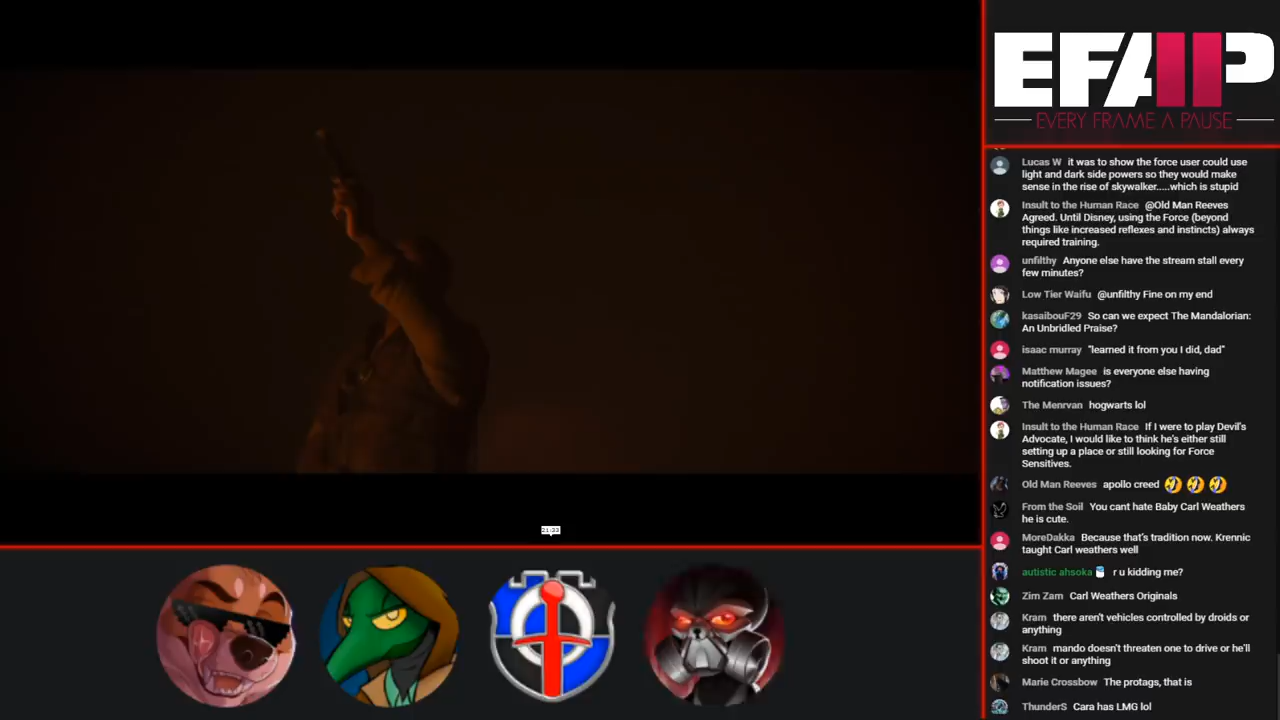 EFAP
EVERY FRAME A PAUSE
Lucas W it was to show the force user could use
light and dark side powers so they would make
sense in the rise of skywalker.....which is stupid
Insult to the Human Race @Old Man Reeves
Agreed. Until Disney, using the Force (beyond
things like increased reflexes and instincts) always
required training.
unfilthy Anyone else have the stream stall every
few minutes?
Low Tier Waifu @unfilthy Fine on my end
kasaibouF29 So can we expect The Mandalorian:
An Unbridled Praise?
isaac murray "learned it from you I did, dad"
Matthew Magee is everyone else having
notification issues?
The Menrvan hogwarts lol
Insult to the Human Race If I were to play Devil's
Advocate, I would like to think he's either still
setting up a place or still looking for Force
Sensitives.
Old Man Reeves apollo creed 🤣 🤣 🤣
From the Soil You cant hate Baby Carl Weathers
he is cute.
MoreDakka Because that's tradition now. Krennic
taught Carl weathers well
autistic ahsoka r u kidding me?
Zim Zam Carl Weathers Originals
Kram there aren't vehicles controlled by droids or
anything
Kram mando doesn't threaten one to drive or he'll
shoot it or anything
Marie Crossbow The protags, that is
ThunderS Cara has LMG lol